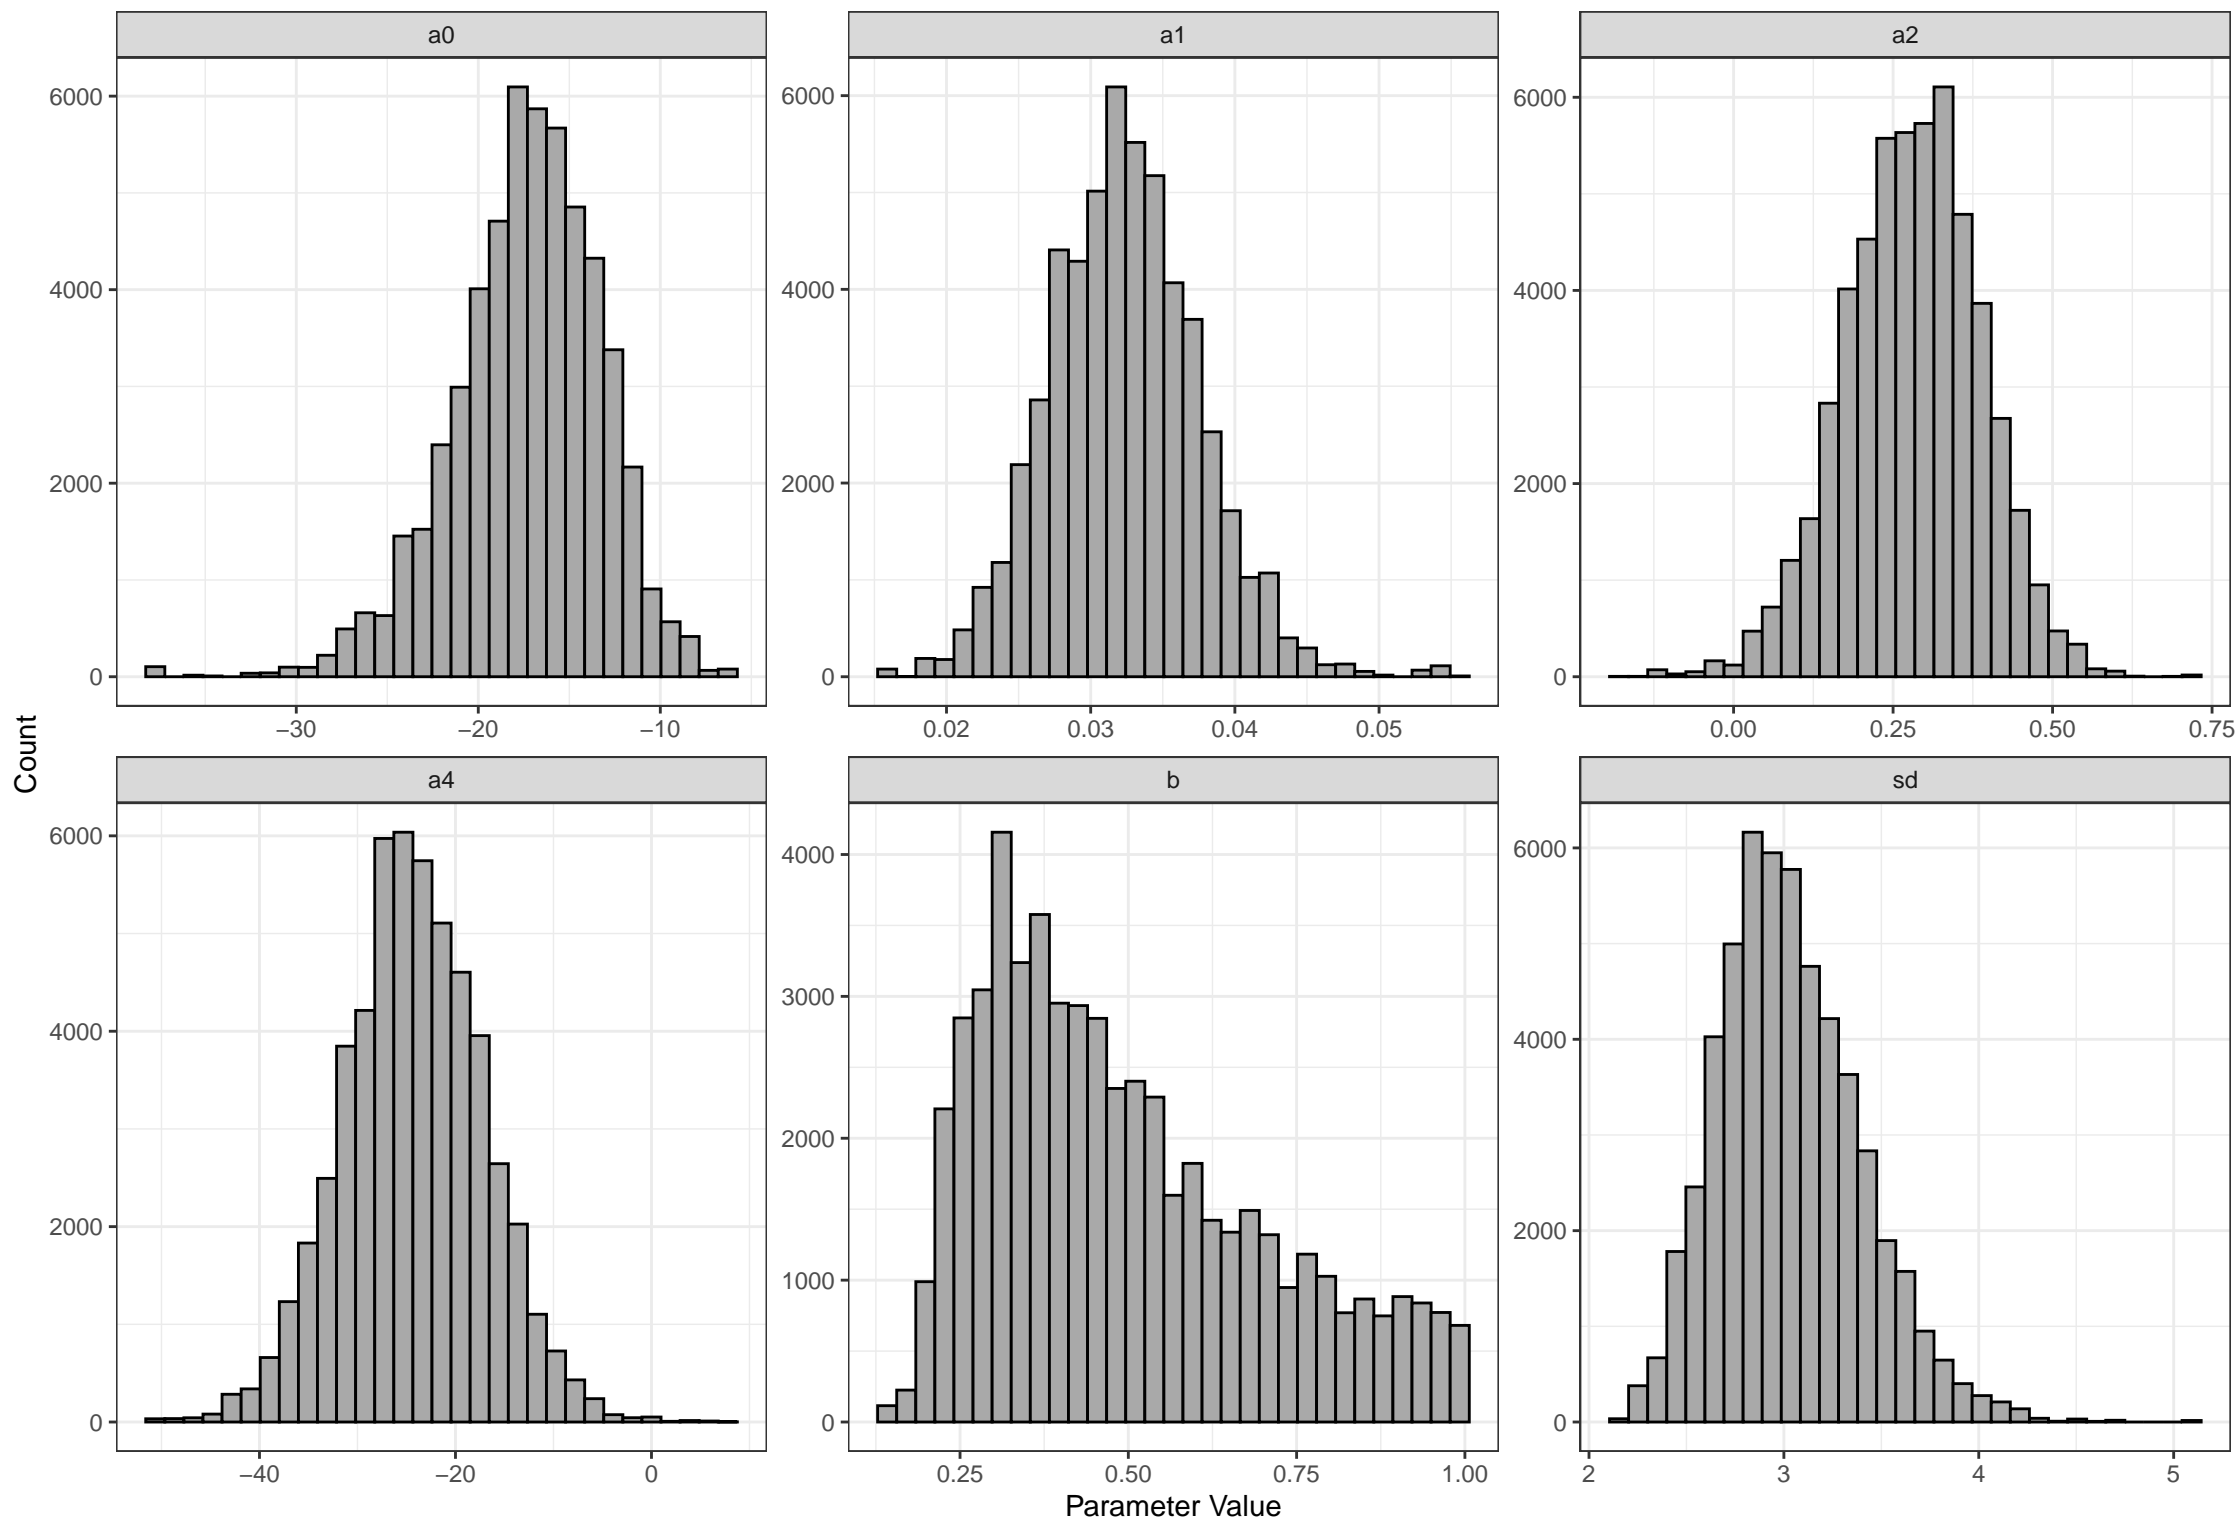 a0 a1 a2
6000 6000 6000
4000 4000 4000
2000 2000 2000
0 0 0
−30 −20 −10 0.02 0.03 0.04 0.05 0.00 0.25 0.50 0.75
Count
a4 b sd
6000 4000 6000
4000 3000 4000
2000 2000 2000
1000
0 0 0
−40 −20 0 0.25 0.50 0.75 1.00 2 3 4 5
Parameter Value